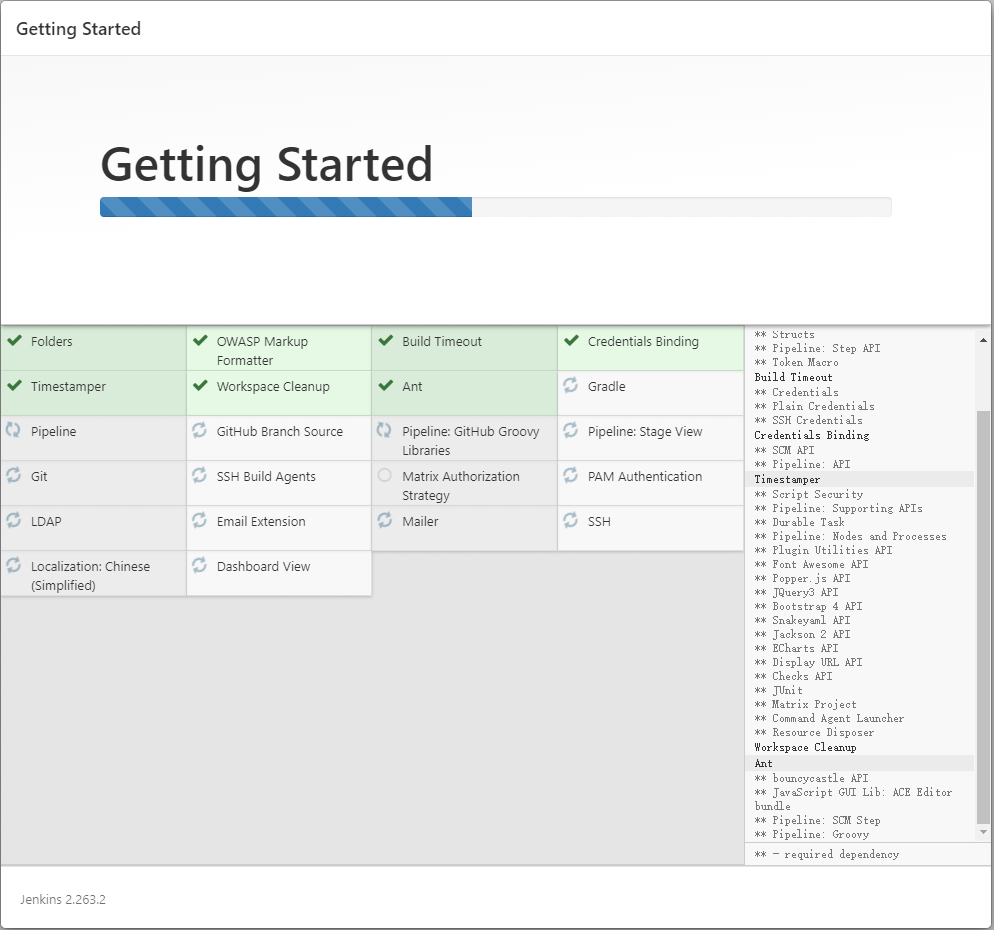 Getting Started
Getting Started
Folders
OWASP Markup
Formatter
Build Timeout
Credentials Binding
Timestamper
Workspace Cleanup
Ant
Gradle
Pipeline
GitHub Branch Source
Pipeline: GitHub Groovy
Libraries
Pipeline: Stage View
Git
SSH Build Agents
Matrix Authorization
Strategy
PAM Authentication
LDAP
Email Extension
Mailer
SSH
Localization: Chinese
(Simplified)
Dashboard View
** Structs
** Pipeline: Step API
** Token Macro
Build Timeout
** Credentials
** Plain Credentials
** SSH Credentials
Credentials Binding
** SCM API
** Pipeline: API
Timestamper
** Script Security
** Pipeline: Supporting APIs
** Durable Task
** Pipeline: Nodes and Processes
** Plugin Utilities API
** Font Awesome API
** Popper.js API
** JQuery3 API
** Bootstrap 4 API
** Snakeyaml API
** Jackson 2 API
** ECharts API
** Display URL API
** Checks API
** JUnit
** Matrix Project
** Command Agent Launcher
** Resource Disposer
Workspace Cleanup
Ant
** bouncycastle API
** JavaScript GUI Lib: ACE Editor
bundle
** Pipeline: SCM Step
** Pipeline: Groovy
** - required dependency
Jenkins 2.263.2